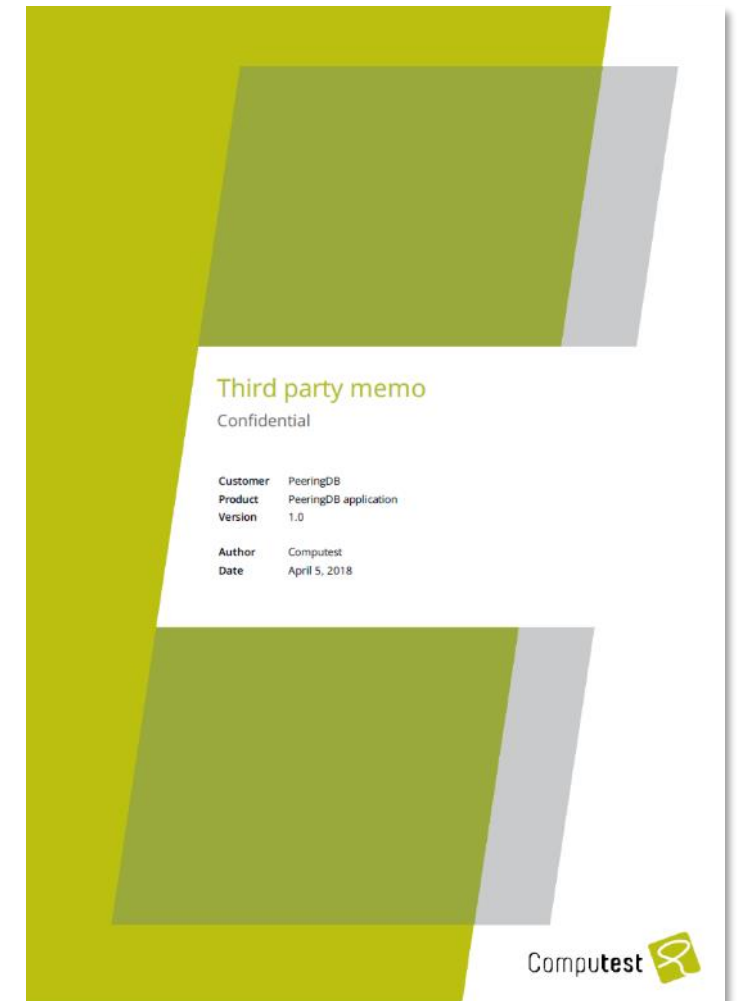 Third party memo
Confidential
Customer PeeringDB
Product PeeringDB application
Version 1.0
Author Computest
Date April 5, 2018
Computest